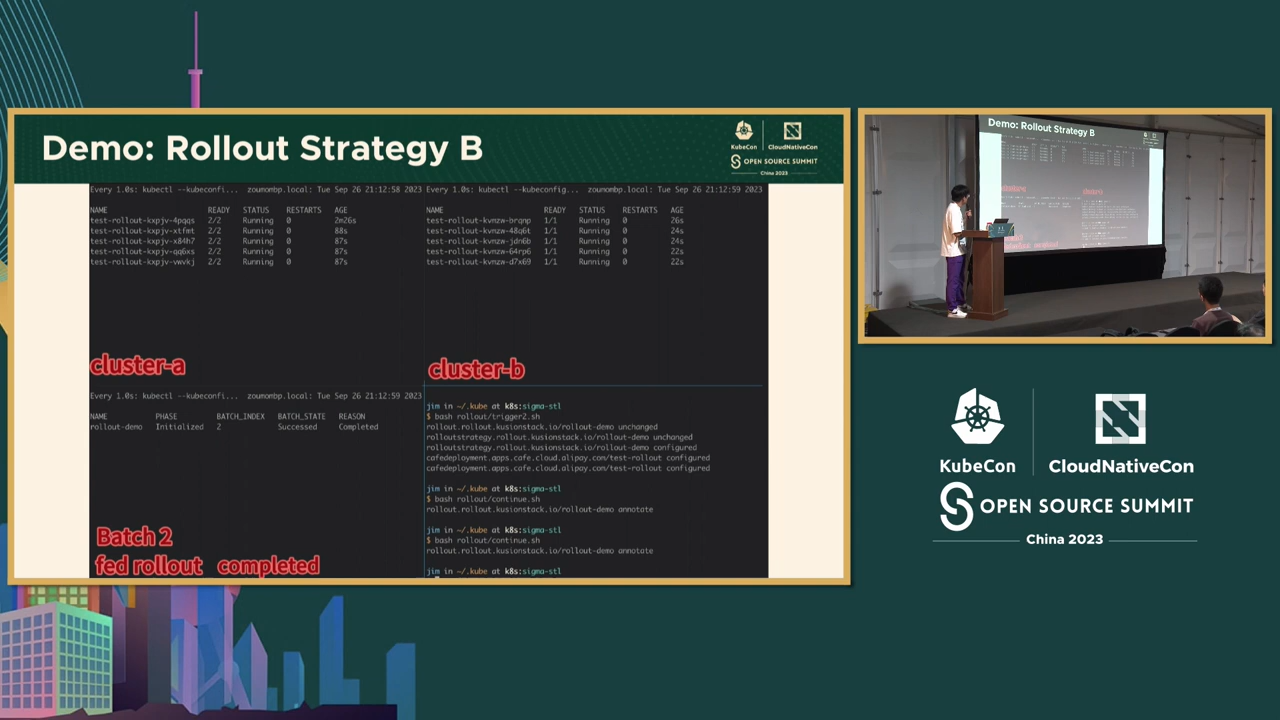 Demo: Rollout Strategy B
KubeCon
CloudNativeCon
OPEN SOURCE SUMMIT
China 2023
Every 1.0s: kubectl --kubeconfi... zoumombp.local: Tue Sep 26 21:12:58 2023
NAME READY STATUS RESTARTS AGE
test-rollout-kxpjv-4pqqs 2/2 Running 0 2m26s
test-rollout-kxpjv-xtfmt 2/2 Running 0 88s
test-rollout-kxpjv-x84h7 2/2 Running 0 87s
test-rollout-kxpjv-qq6xs 2/2 Running 0 87s
test-rollout-kxpjv-vwvkj 2/2 Running 0 87s
cluster-a
Every 1.0s: kubectl --kubeconfig... zoumombp.local: Tue Sep 26 21:12:59 2023
NAME READY STATUS RESTARTS AGE
test-rollout-kvmzw-brqnp 1/1 Running 0 26s
test-rollout-kvmzw-48q6t 1/1 Running 0 24s
test-rollout-kvmzw-jdn6b 1/1 Running 0 24s
test-rollout-kvmzw-64rp6 1/1 Running 0 22s
test-rollout-kvmzw-d7x69 1/1 Running 0 22s
cluster-b
Every 1.0s: kubectl --kubeconfi... zoumombp.local: Tue Sep 26 21:12:59 2023
NAME PHASE BATCH_INDEX BATCH_STATE REASON
rollout-demo Initialized 2 Successed Completed
Batch 2
fed rollout completed
jim in ~/.kube at k8s:sigma-stl
$ bash rollout/trigger2.sh
rollout.rollout.kusionstack.io/rollout-demo unchanged
rolloutstrategy.rollout.kusionstack.io/rollout-demo unchanged
rolloutstrategy.rollout.kusionstack.io/rollout-demo configured
cafedeployment.apps.cafe.cloud.alipay.com/test-rollout configured
cafedeployment.apps.cafe.cloud.alipay.com/test-rollout configured
jim in ~/.kube at k8s:sigma-stl
$ bash rollout/continue.sh
rollout.rollout.kusionstack.io/rollout-demo annotate
jim in ~/.kube at k8s:sigma-stl
$ bash rollout/continue.sh
rollout.rollout.kusionstack.io/rollout-demo annotate
jim in ~/.kube at k8s:sigma-stl
Demo: Rollout Strategy B
KubeCon
CloudNativeCon
OPEN SOURCE SUMMIT
China 2023